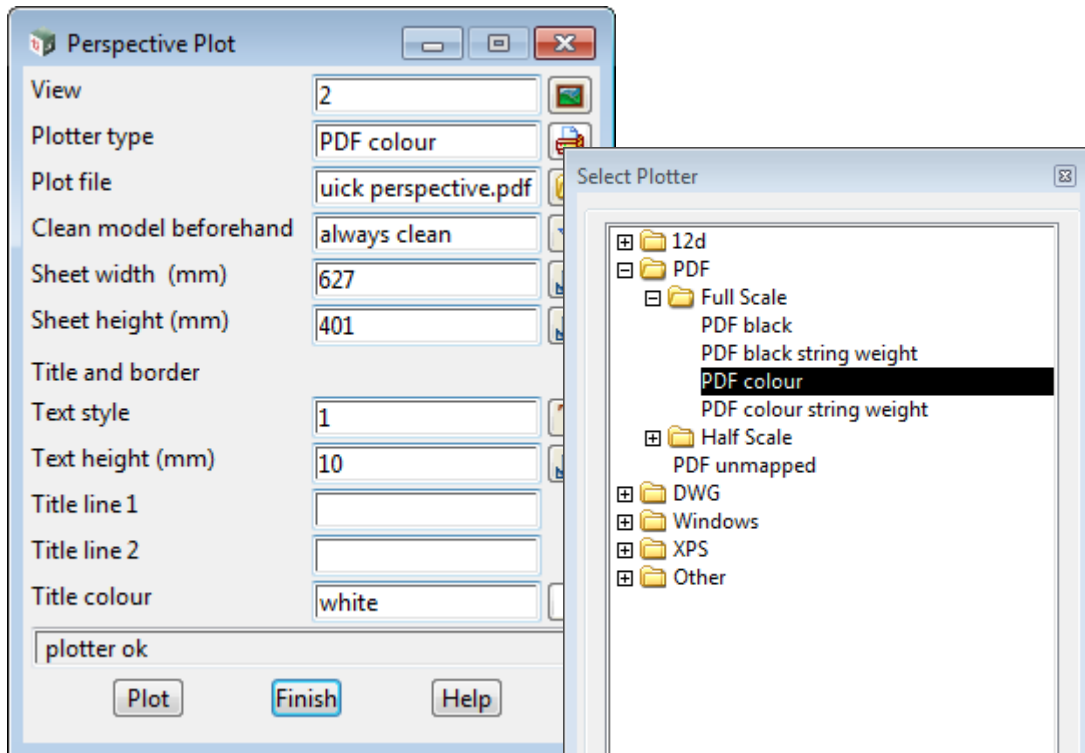 Perspective Plot
View
2
Plotter type
PDF colour
Plot file
uick perspective.pdf
Clean model beforehand
always clean
Sheet width (mm)
627
Sheet height (mm)
401
Title and border
Text style
1
Text height (mm)
10
Title line 1
Title line 2
Title colour
white
plotter ok
Plot
Finish
Help
Select Plotter
12d
PDF
Full Scale
PDF black
PDF black string weight
PDF colour
PDF colour string weight
Half Scale
PDF unmapped
DWG
Windows
XPS
Other